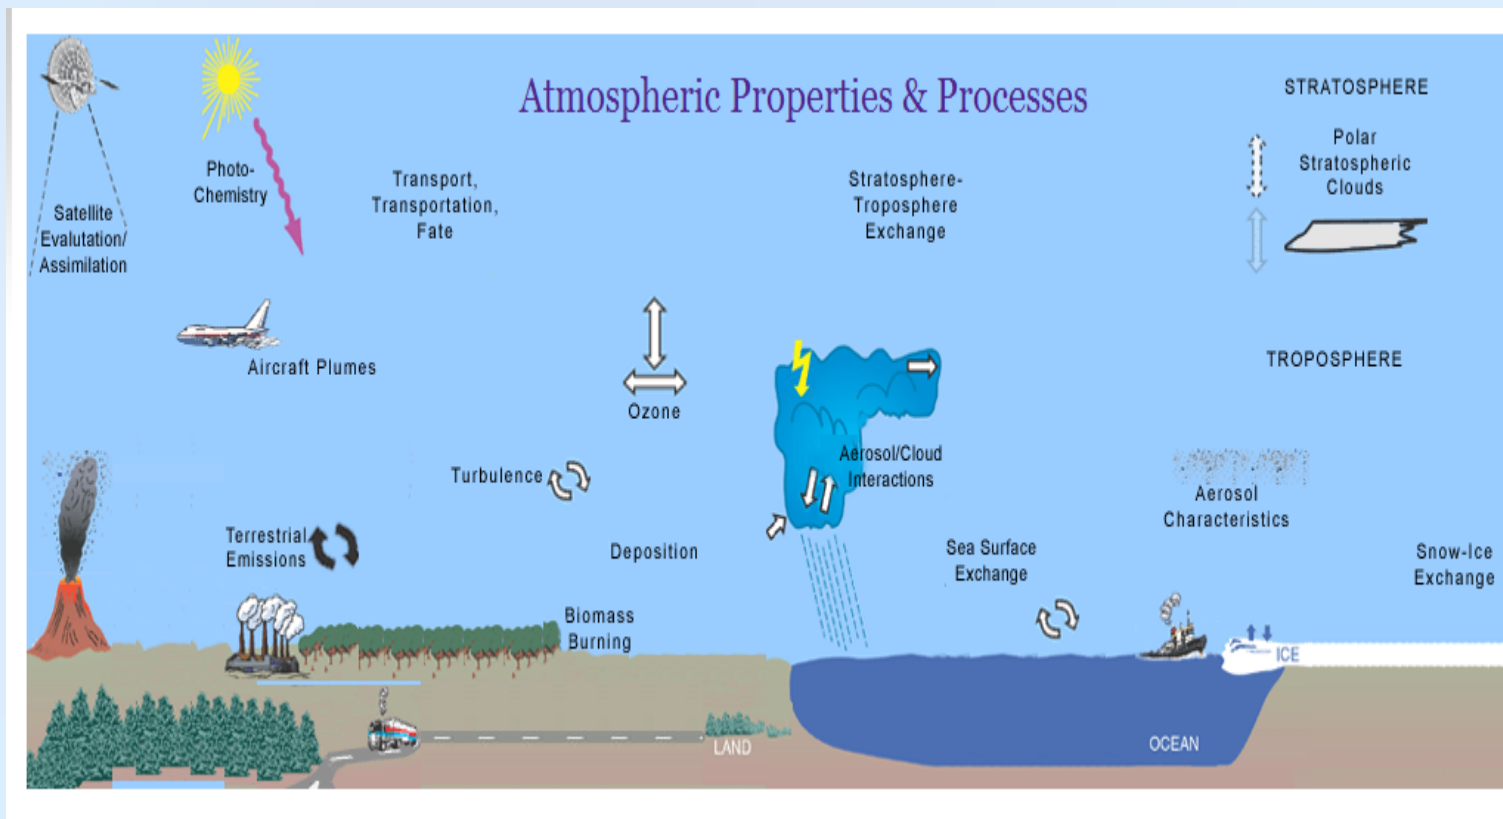 Atmospheric Properties & Processes
STRATOSPHERE
Polar
Stratospheric
Clouds
Photo-
Chemistry
Transport,
Transportation,
Fate
Stratosphere-
Troposphere
Exchange
Satellite
Evalutation/
Assimilation
Aircraft Plumes
Ozone
TROPOSPHERE
Turbulence
Aerosol/Cloud
Interactions
Aerosol
Characteristics
Terrestrial
Emissions
Deposition
Sea Surface
Exchange
Snow-Ice
Exchange
Biomass
Burning
ICE
LAND
OCEAN